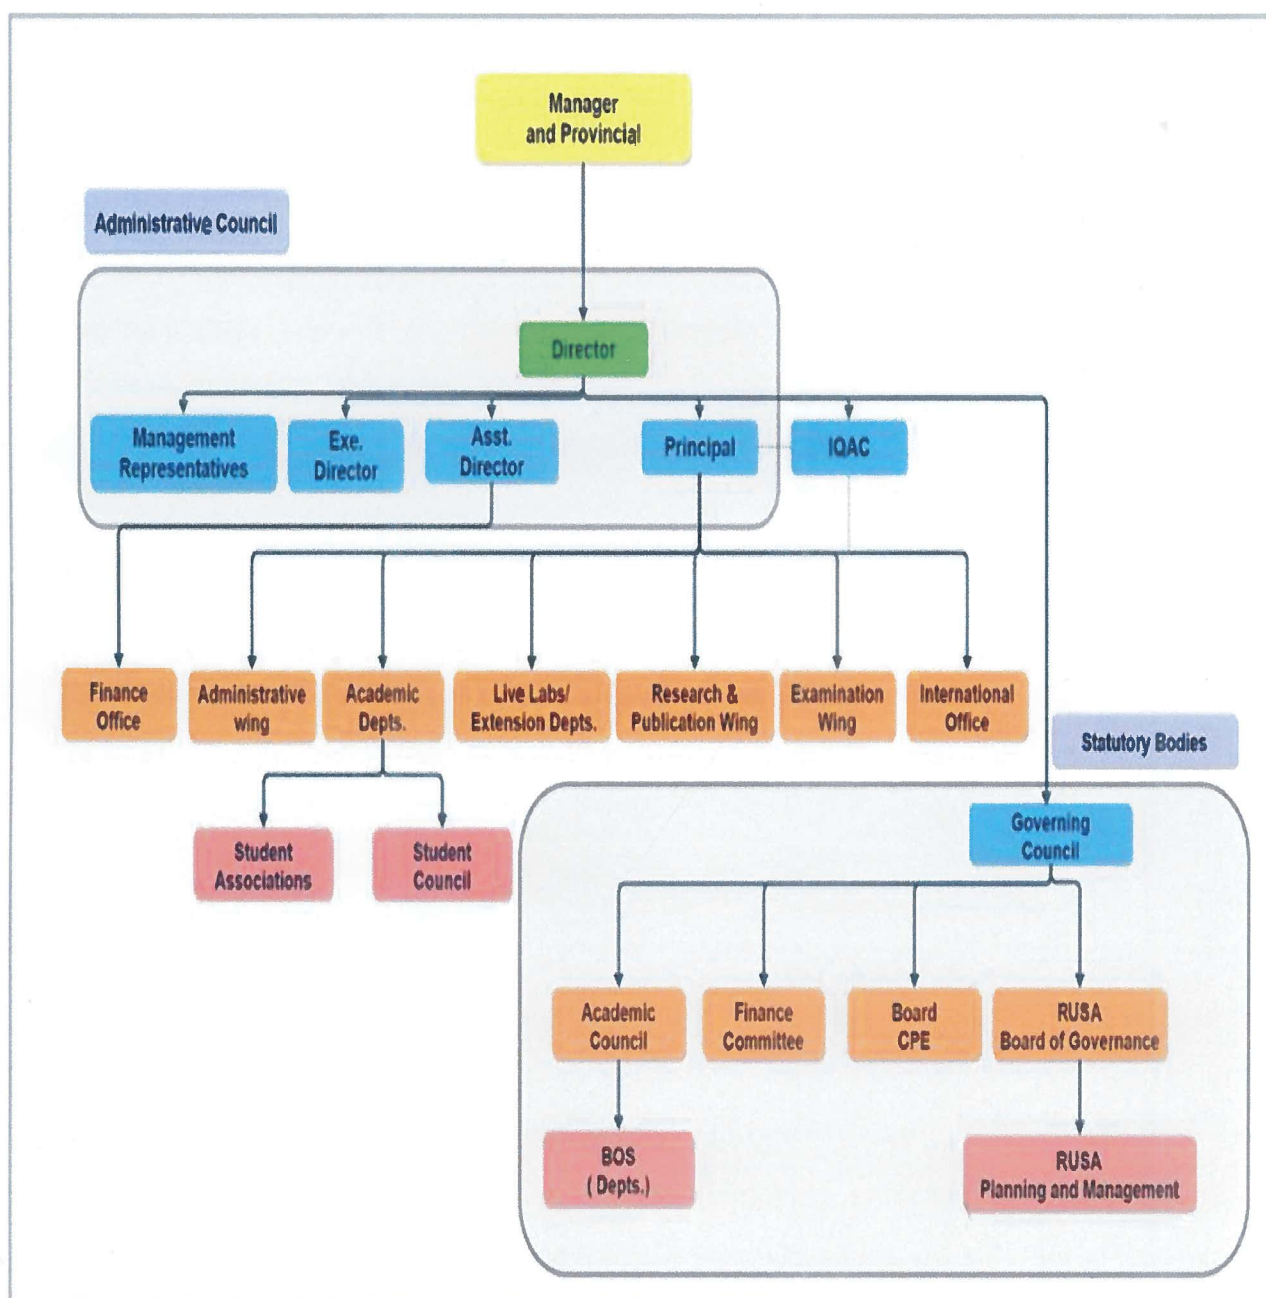 Manager
and Provincial
Administrative Council
Director
Management
Representatives
Exe.
Director
Asst.
Director
Principal
IQAC
Finance
Office
Administrative
wing
Academic
Depts.
Live Labs/
Extension Depts.
Research &
Publication Wing
Examination
Wing
International
Office
Statutory Bodies
Student
Associations
Student
Council
Governing
Council
Academic
Council
Finance
Committee
Board
CPE
RUSA
Board of Governance
BOS
( Depts.)
RUSA
Planning and Management